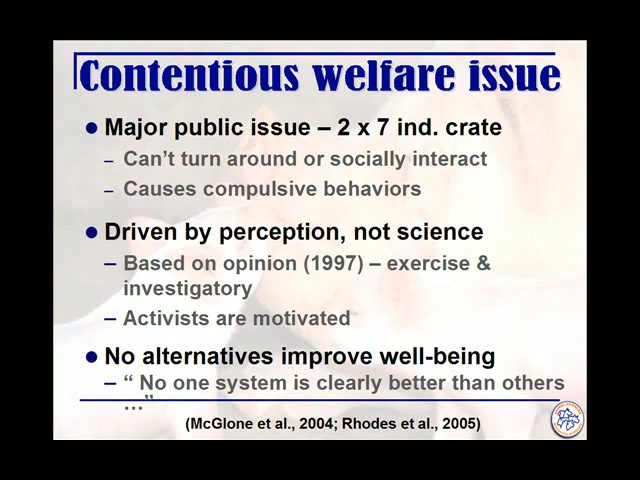 Contentious welfare issue
● Major public issue – 2 x 7 ind. crate
– Can't turn around or socially interact
– Causes compulsive behaviors
● Driven by perception, not science
– Based on opinion (1997) – exercise &
investigatory
– Activists are motivated
● No alternatives improve well-being
– “ No one system is clearly better than others
…”
(McGlone et al., 2004; Rhodes et al., 2005)